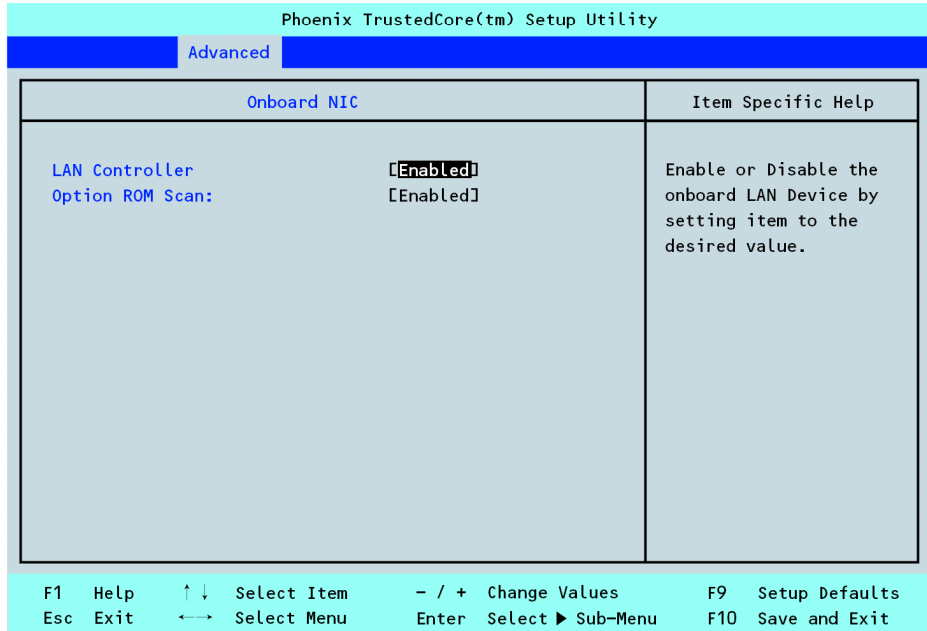 Phoenix TrustedCore(tm) Setup Utility
Advanced
Onboard NIC
Item Specific Help
LAN Controller [Enabled]
Option ROM Scan: [Enabled]
Enable or Disable the
onboard LAN Device by
setting item to the
desired value.
F1 Help ↑↓ Select Item - / + Change Values F9 Setup Defaults
Esc Exit ←→ Select Menu Enter Select ▶ Sub-Menu F10 Save and Exit